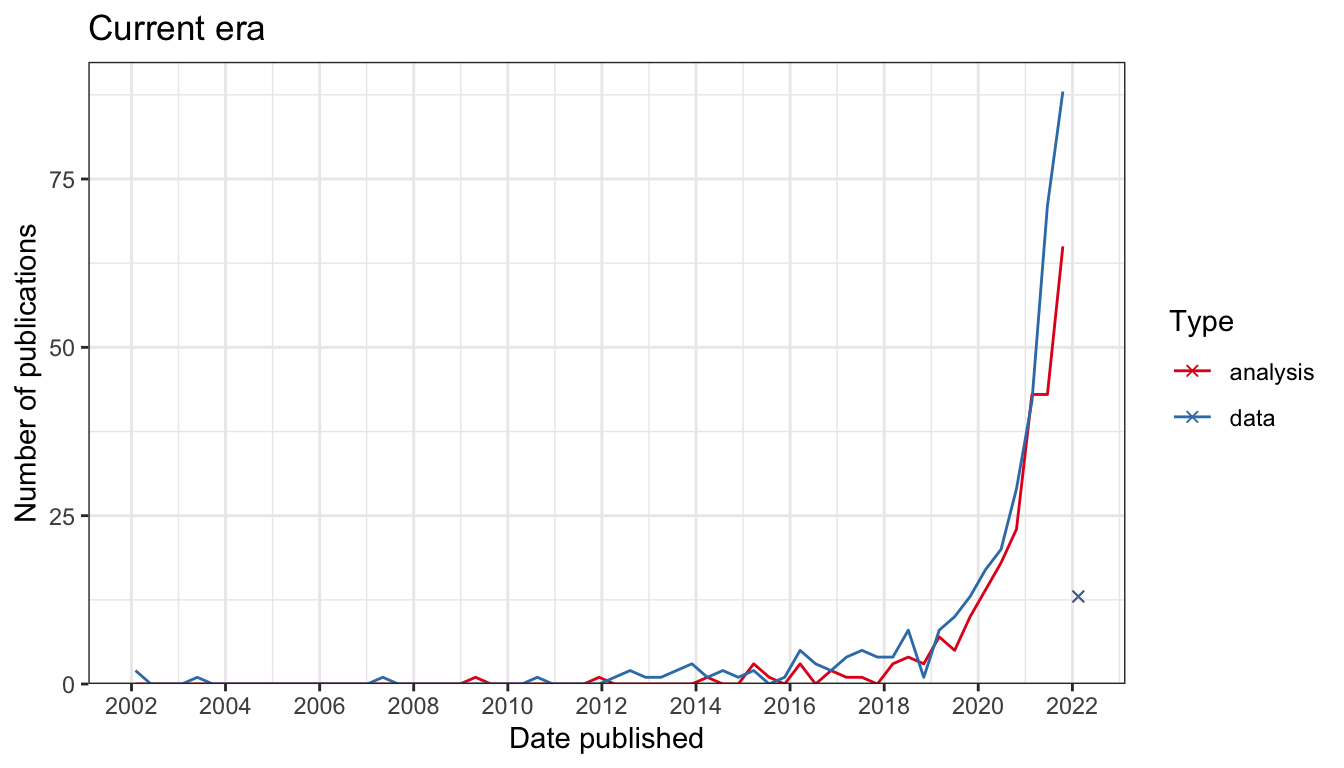 Current era
Number of publications
75
50
25
0
2002 2004 2006 2008 2010 2012 2014 2016 2018 2020 2022
Date published
Type
analysis
data